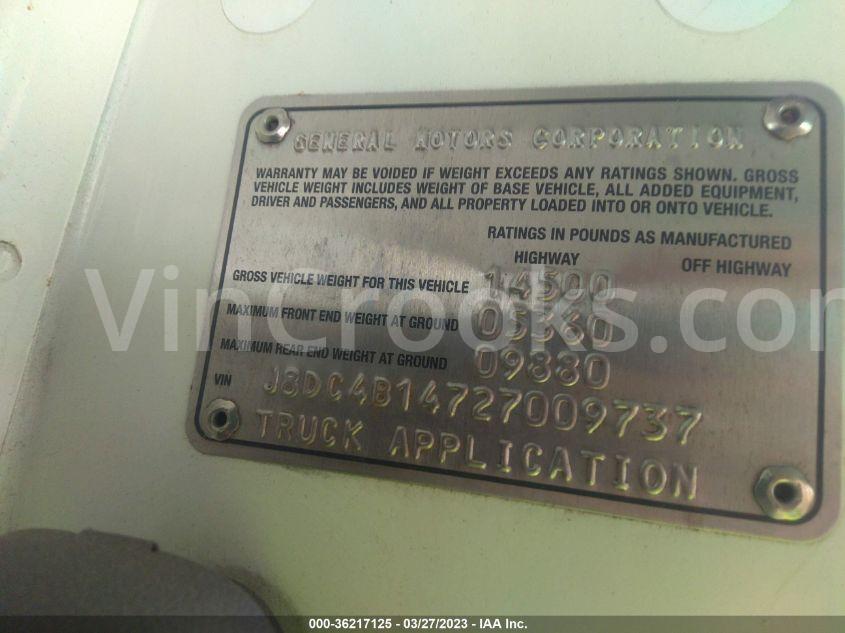 GENERAL MOTORS CORPORATION
WARRANTY MAY BE VOIDED IF WEIGHT EXCEEDS ANY RATINGS SHOWN. GROSS
VEHICLE WEIGHT INCLUDES WEIGHT OF BASE VEHICLE, ALL ADDED EQUIPMENT,
DRIVER AND PASSENGERS, AND ALL PROPERTY LOADED INTO OR ONTO VEHICLE.
RATINGS IN POUNDS AS MANUFACTURED
HIGHWAY OFF HIGHWAY
GROSS VEHICLE WEIGHT FOR THIS VEHICLE 14500
MAXIMUM FRONT END WEIGHT AT GROUND 05360
MAXIMUM REAR END WEIGHT AT GROUND 09880
VIN J8DC4B14727009737
TRUCK APPLICATION
VinCrooks.com
000-36217125 - 03/27/2023 - IAA Inc.